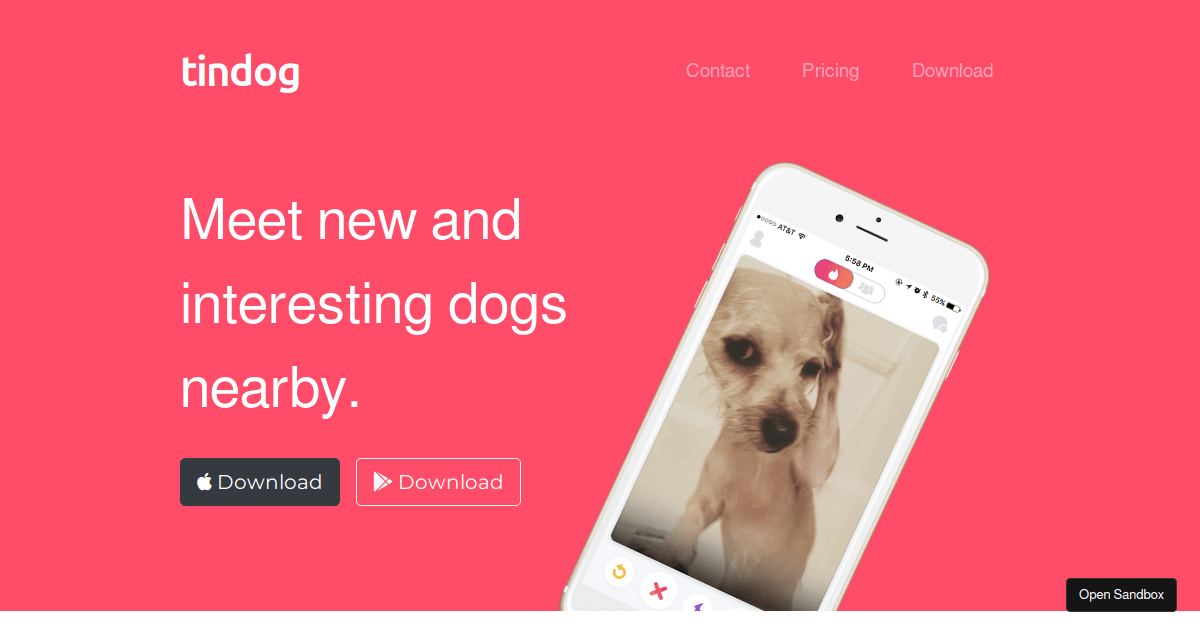 tindog
Contact Pricing Download
Meet new and
interesting dogs
nearby.
Download Download
AT&T 5:58 PM 55%
Open Sandbox